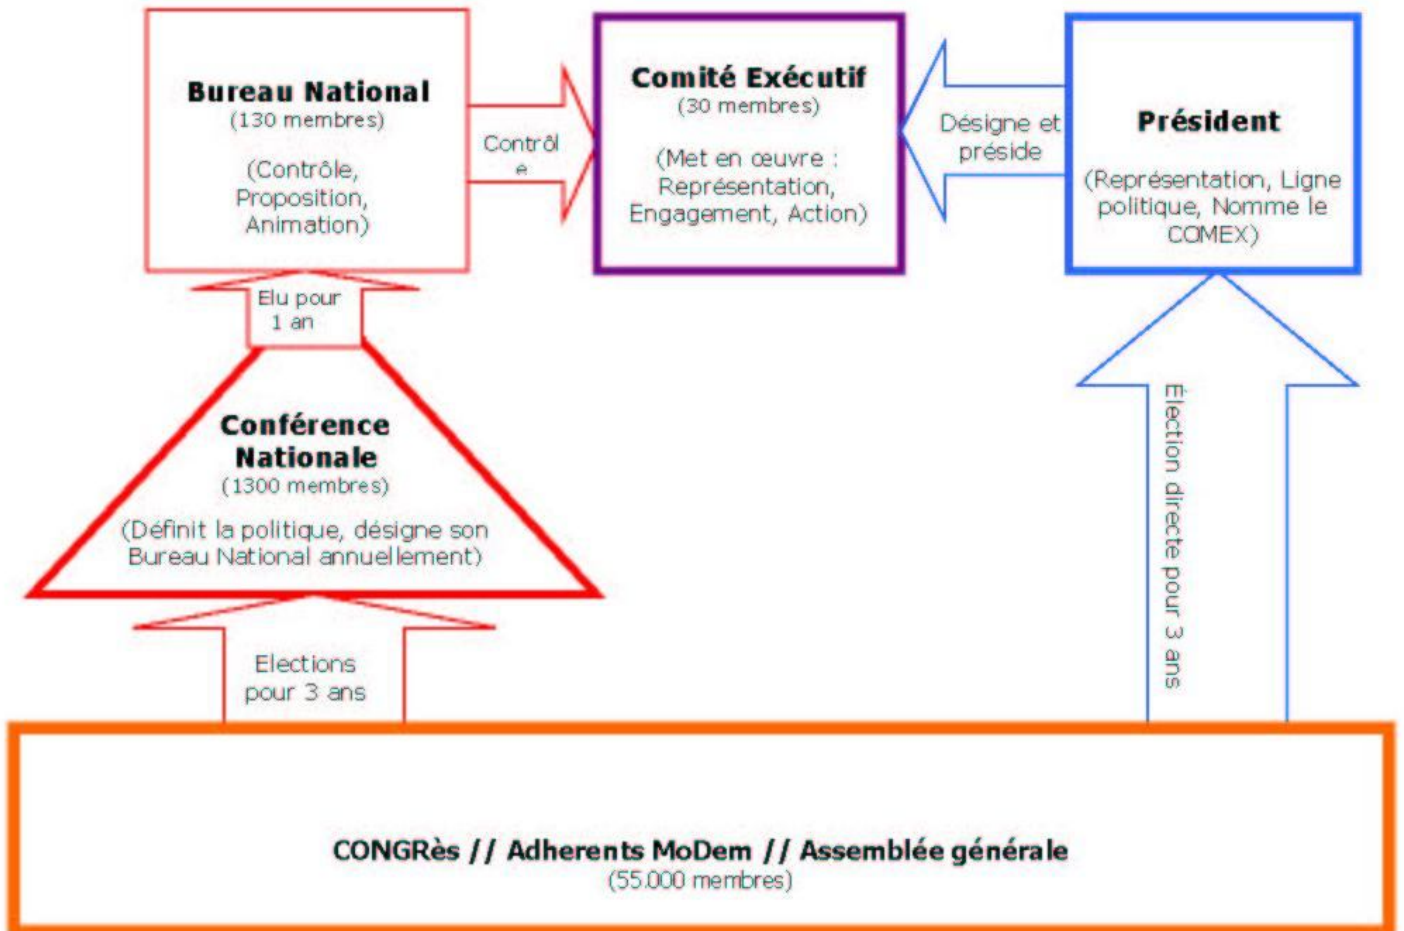 Bureau National
(130 membres)
(Contrôle,
Proposition,
Animation)
Contrôl
e
Comité Exécutif
(30 membres)
(Met en œuvre :
Représentation,
Engagement, Action)
Désigne et
préside
Président
(Représentation, Ligne
politique, Nomme le
COMEX)
Elu pour
1 an
Conférence
Nationale
(1300 membres)
(Définit la politique, désigne son
Bureau National annuellement)
Élection directe pour 3 ans
Elections
pour 3 ans
CONGRès // Adherents MoDem // Assemblée générale
(55.000 membres)